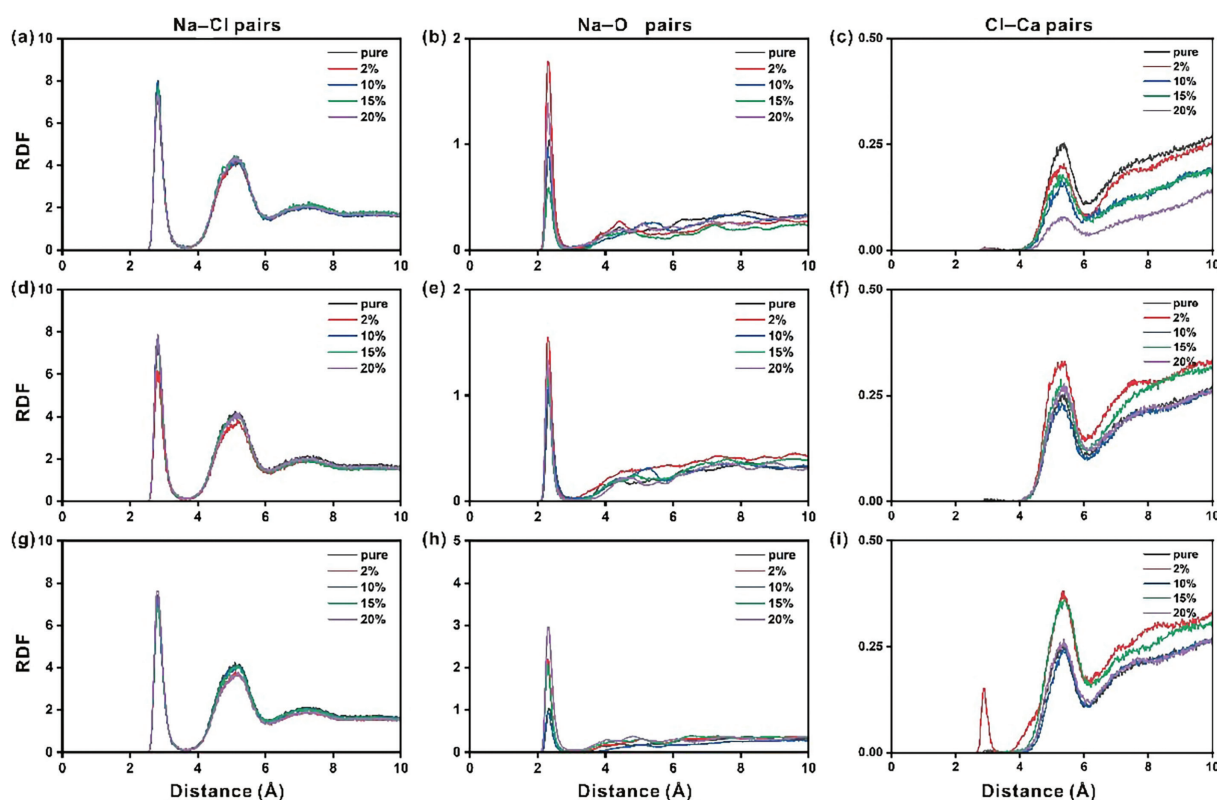 Na–Cl pairs
Na–O pairs
Cl–Ca pairs
(a)
10
8
6
4
2
0
RDF
pure
2%
10%
15%
20%
0 2 4 6 8 10
(b)
2
1
0
pure
2%
10%
15%
20%
0 2 4 6 8 10
(c)
0.50
0.25
0.00
pure
2%
10%
15%
20%
0 2 4 6 8 10
(d)
10
8
6
4
2
0
RDF
pure
2%
10%
15%
20%
0 2 4 6 8 10
(e)
2
1
0
pure
2%
10%
15%
20%
0 2 4 6 8 10
(f)
0.50
0.25
0.00
pure
2%
10%
15%
20%
0 2 4 6 8 10
(g)
10
8
6
4
2
0
RDF
pure
2%
10%
15%
20%
0 2 4 6 8 10
Distance (Å)
(h)
5
4
3
2
1
0
pure
2%
10%
15%
20%
0 2 4 6 8 10
Distance (Å)
(i)
0.50
0.25
0.00
pure
2%
10%
15%
20%
0 2 4 6 8 10
Distance (Å)